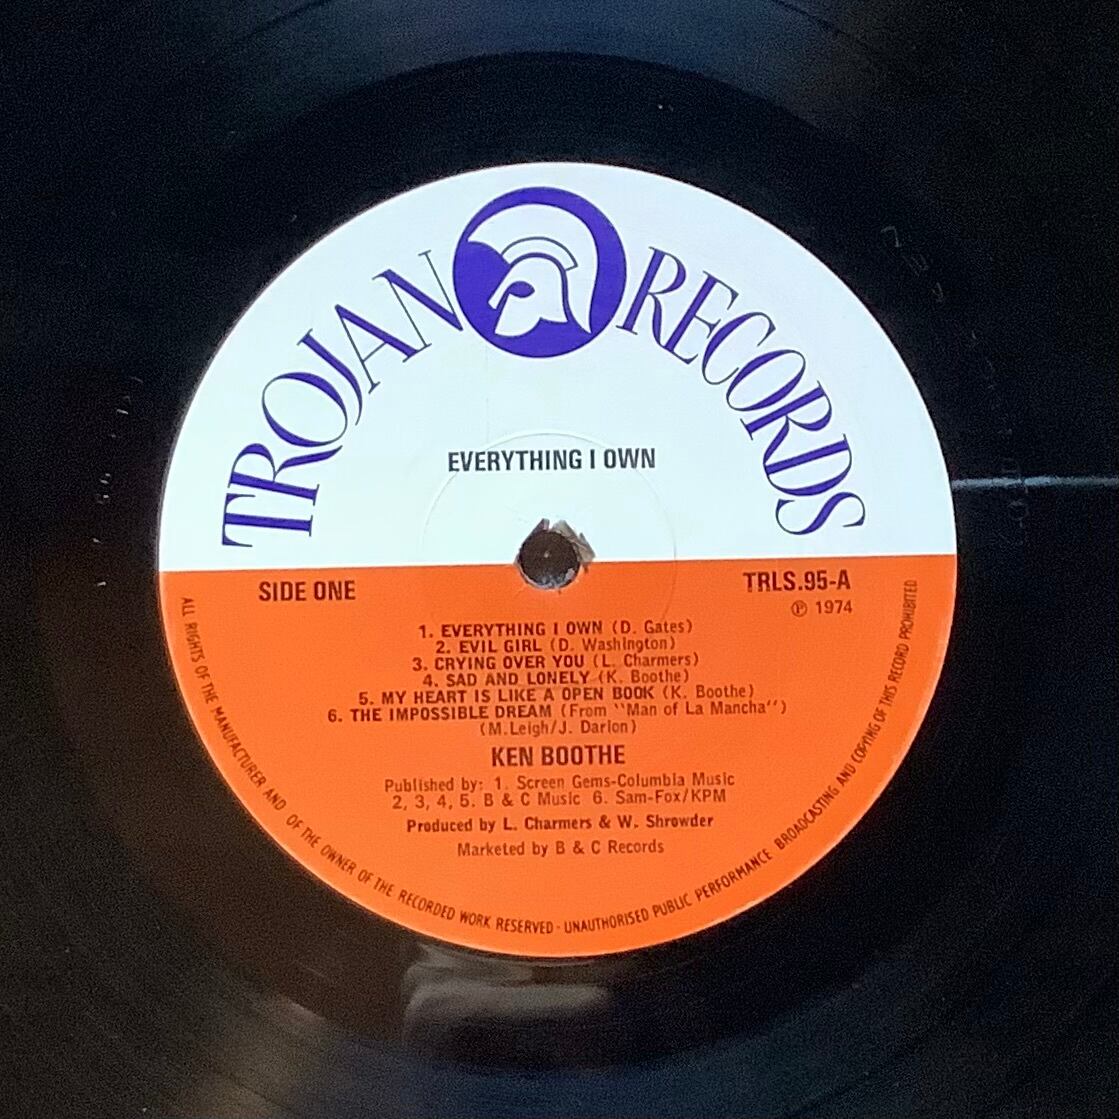 TROJAN RECORDS
EVERYTHING I OWN
SIDE ONE
TRLS.95-A
Ⓟ 1974
1. EVERYTHING I OWN (D. Gates)
2. EVIL GIRL (D. Washington)
3. CRYING OVER YOU (L. Charmers)
4. SAD AND LONELY (K. Boothe)
5. MY HEART IS LIKE A OPEN BOOK (K. Boothe)
6. THE IMPOSSIBLE DREAM (From "Man of La Mancha")
(M.Leigh/J. Darion)
KEN BOOTHE
Published by: 1. Screen Gems-Columbia Music
2, 3, 4, 5. B & C Music 6. Sam-Fox/KPM
Produced by L. Charmers & W. Shrowder
Marketed by B & C Records
ALL RIGHTS OF THE MANUFACTURER AND OF THE OWNER OF THE RECORDED WORK RESERVED - UNAUTHORISED PUBLIC PERFORMANCE BROADCASTING AND COPYING OF THIS RECORD PROHIBITED